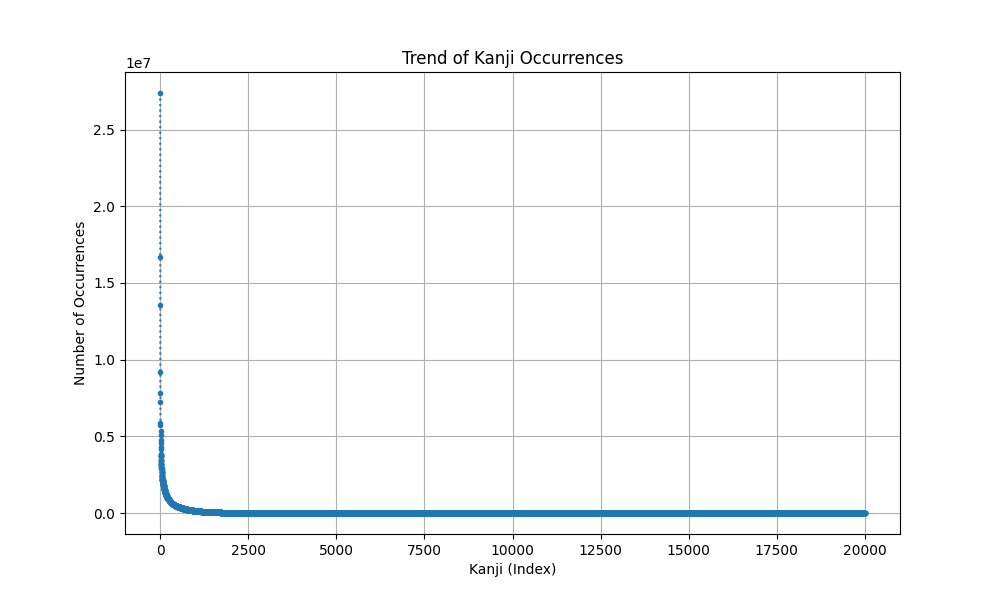 Trend of Kanji Occurrences
1e7
2.5
2.0
1.5
1.0
0.5
0.0
Number of Occurrences
0 2500 5000 7500 10000 12500 15000 17500 20000
Kanji (Index)